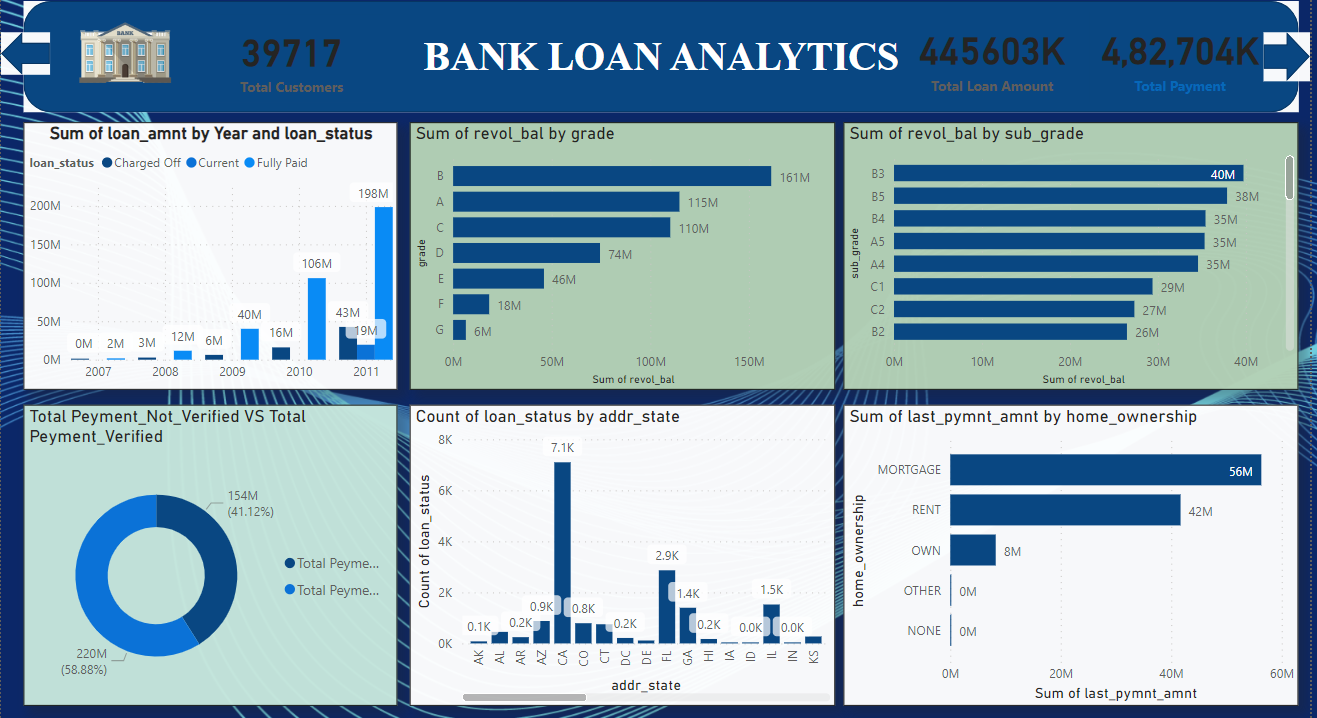 BANK
39717
Total Customers
BANK LOAN ANALYTICS
445603K
Total Loan Amount
4,82,704K
Total Payment
Sum of loan_amnt by Year and loan_status
loan_status Charged Off Current Fully Paid
200M
150M
100M
50M
0M
0M
2M
3M
12M
6M
40M
16M
106M
43M
19M
198M
2007 2008 2009 2010 2011
Sum of revol_bal by grade
grade
B 161M
A 115M
C 110M
D 74M
E 46M
F 18M
G 6M
0M 50M 100M 150M
Sum of revol_bal
Sum of revol_bal by sub_grade
sub_grade
B3 40M
B5 38M
B4 35M
A5 35M
A4 35M
C1 29M
C2 27M
B2 26M
0M 10M 20M 30M 40M
Sum of revol_bal
Total Peyment_Not_Verified VS Total
Peyment_Verified
154M
(41.12%)
220M
(58.88%)
Total Peyme...
Total Peyme...
Count of loan_status by addr_state
Count of loan_status
8K
6K
4K
2K
0K
0.1K
0.2K
0.9K
7.1K
0.8K
0.2K
2.9K
1.4K
0.2K
0.0K
1.5K
0.0K
AK AL AR AZ CA CO CT DC DE FL GA HI IA ID IL IN KS
addr_state
Sum of last_pymnt_amnt by home_ownership
home_ownership
MORTGAGE 56M
RENT 42M
OWN 8M
OTHER 0M
NONE 0M
0M 20M 40M 60M
Sum of last_pymnt_amnt